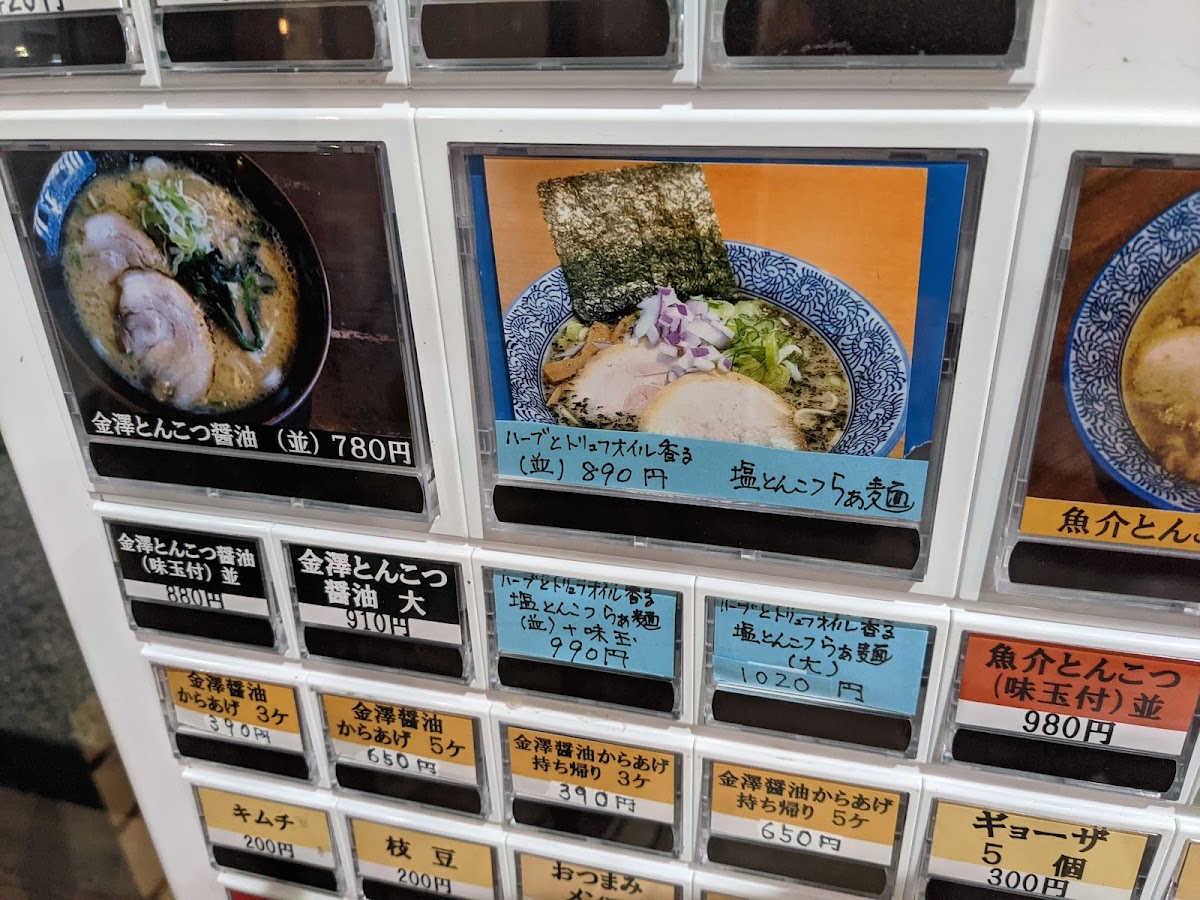 金澤とんこつ醤油 (並) 780円
ハーブとトリュフオイル香る
(並) 890円 塩とんこつらぁ麺
魚介とんこ
金澤とんこつ醤油
(味玉付) 並
880円
金澤とんこつ
醤油 大
910円
ハーブとトリュフオイル香る
塩とんこつらぁ麺
(並)+味玉
990円
ハーブとトリュフオイル香る
塩とんこつらぁ麺
(大)
1020 円
魚介とんこつ
(味玉付) 並
980円
金澤醤油
からあげ 3ケ
390円
金澤醤油
からあげ 5ケ
650円
金澤醤油からあげ
持ち帰り 3ケ
390円
金澤醤油からあげ
持ち帰り 5ケ
650円
キムチ
200円
枝豆
200円
おつまみ
ギョーザ
5 個
300円